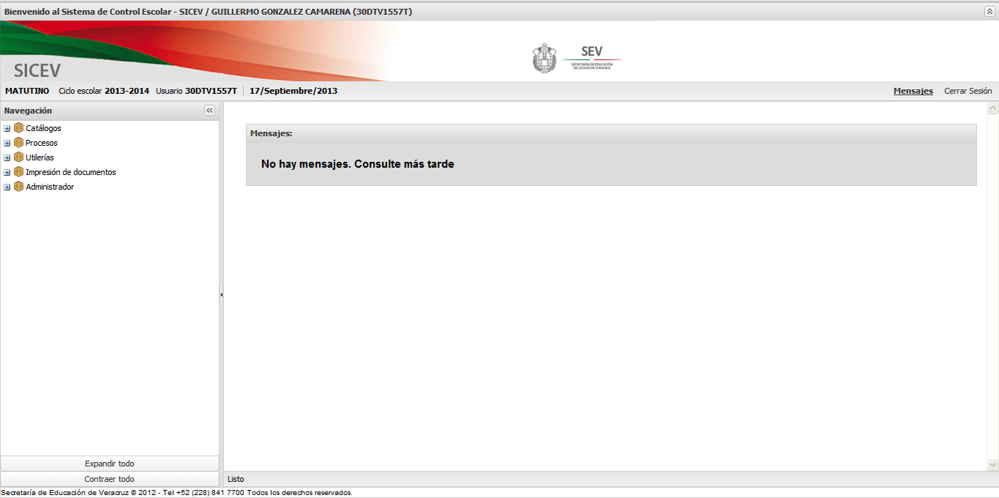 Bienvenido al Sistema de Control Escolar - SICEV / GUILLERMO GONZALEZ CAMARENA (30DTV1557T)
SICEV
SEV
SECRETARÍA DE EDUCACIÓN
DEL ESTADO DE VERACRUZ
MATUTINO Ciclo escolar 2013-2014 Usuario 30DTV1557T 17/Septiembre/2013 Mensajes Cerrar Sesión
Navegación
Catálogos
Procesos
Utilerías
Impresión de documentos
Administrador
Mensajes:
No hay mensajes. Consulte más tarde
Expandir todo
Contraer todo
Listo
Secretaría de Educación de Veracruz © 2012 - Tel +52 (228) 841 7700 Todos los derechos reservados.